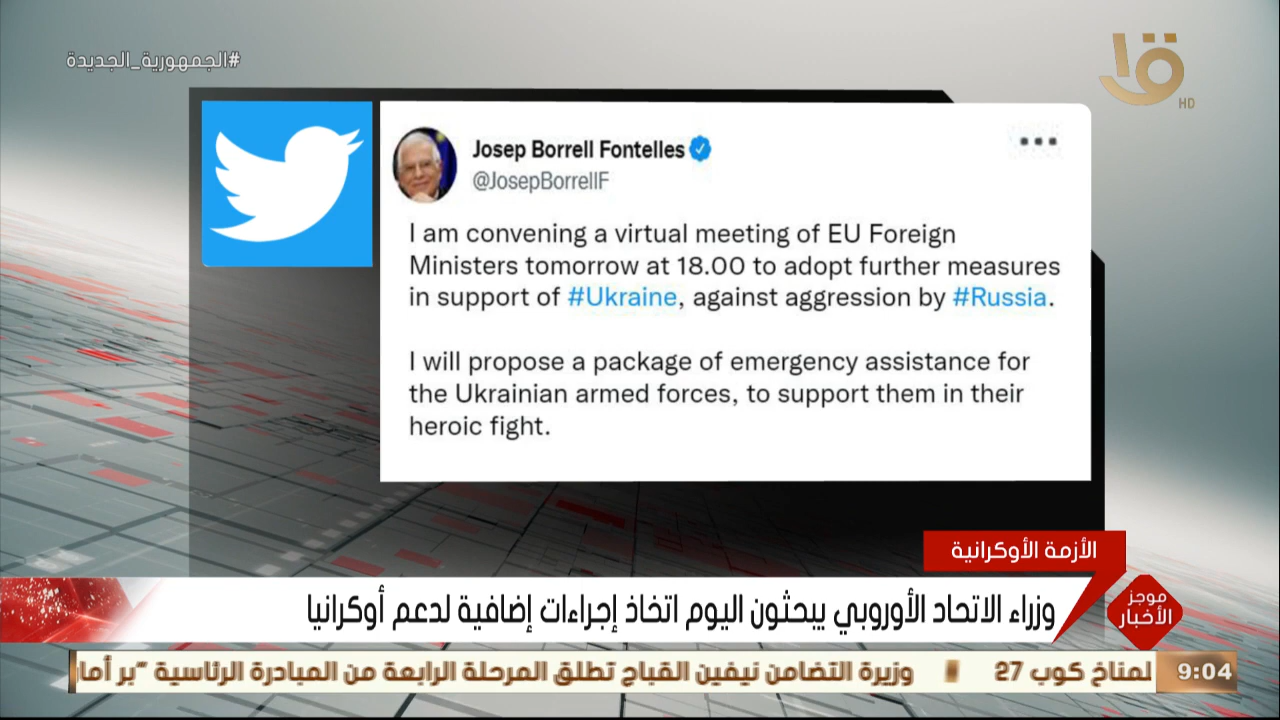 #الجمهورية_الجديدة
HD
Josep Borrell Fontelles
@JosepBorrellF
I am convening a virtual meeting of EU Foreign
Ministers tomorrow at 18.00 to adopt further measures
in support of #Ukraine, against aggression by #Russia.
I will propose a package of emergency assistance for
the Ukrainian armed forces, to support them in their
heroic fight.
الأزمة الأوكرانية
موجز
الأخبار
وزراء الاتحاد الأوروبي يبحثون اليوم اتخاذ إجراءات إضافية لدعم أوكرانيا
9:04
لمناخ كوب 27 وزيرة التضامن نيفين القباج تطلق المرحلة الرابعة من المبادرة الرئاسية "بر أما